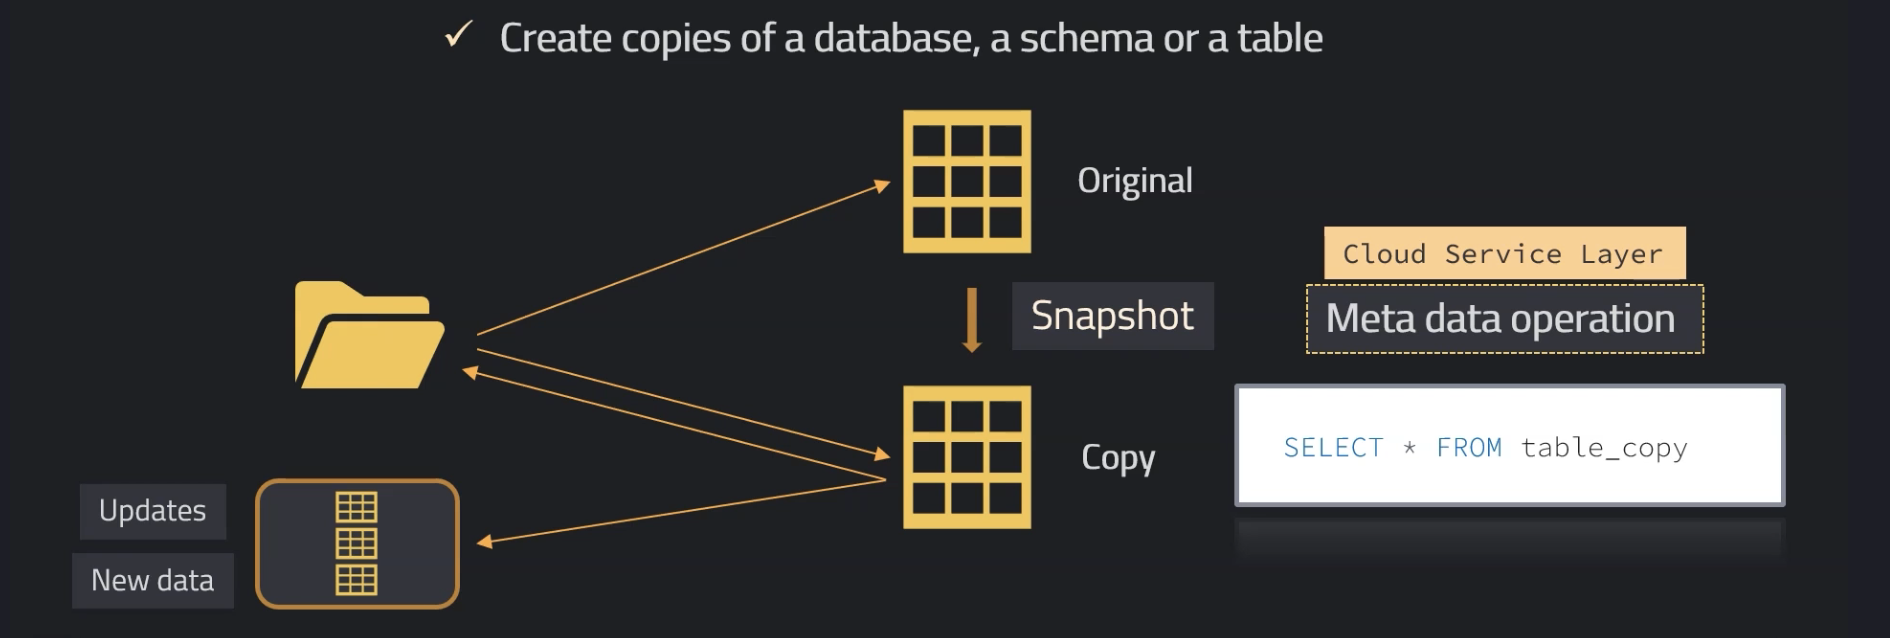 ✓ Create copies of a database, a schema or a table
Original
Cloud Service Layer
Snapshot
Meta data operation
Copy
SELECT * FROM table_copy
Updates
New data